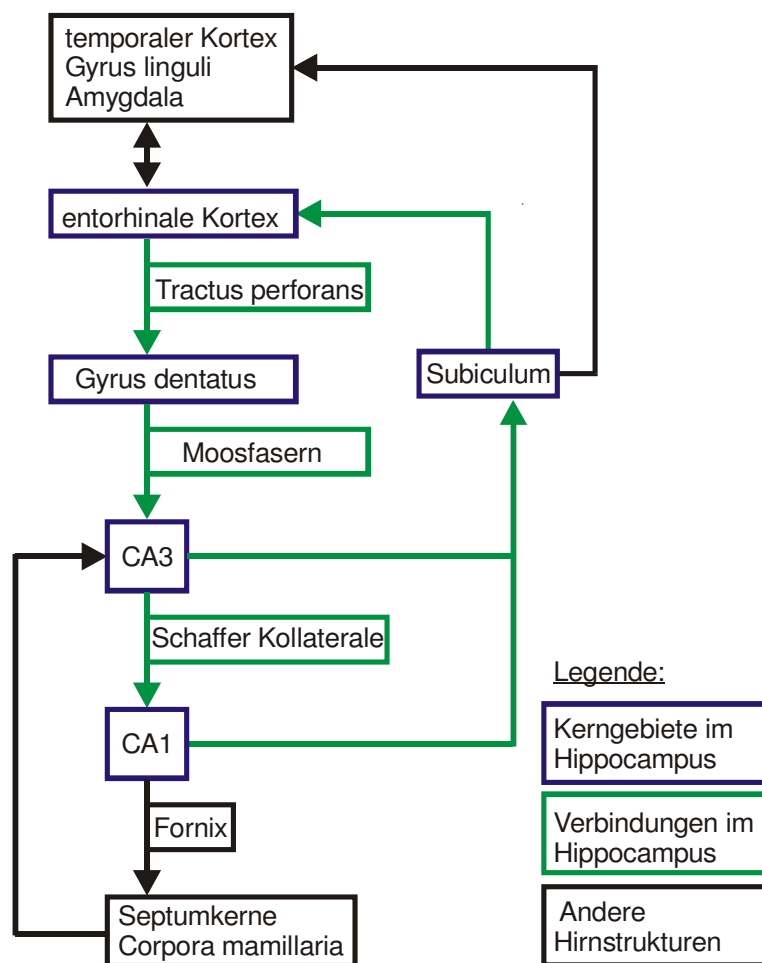 temporaler Kortex
Gyrus linguli
Amygdala
entorhinale Kortex
Tractus perforans
Gyrus dentatus
Subiculum
Moosfasern
CA3
Schaffer Kollaterale
CA1
Fornix
Septumkerne
Corpora mamillaria
Legende:
Kerngebiete im
Hippocampus
Verbindungen im
Hippocampus
Andere
Hirnstrukturen